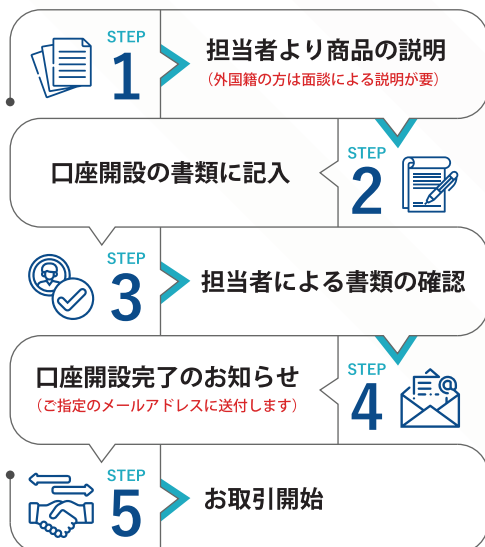 STEP
1
担当者より商品の説明
（外国籍の方は面談による説明が要）
口座開設の書類に記入
STEP
2
STEP
3
担当者による書類の確認
口座開設完了のお知らせ
（ご指定のメールアドレスに送付します）
STEP
4
STEP
5
お取引開始